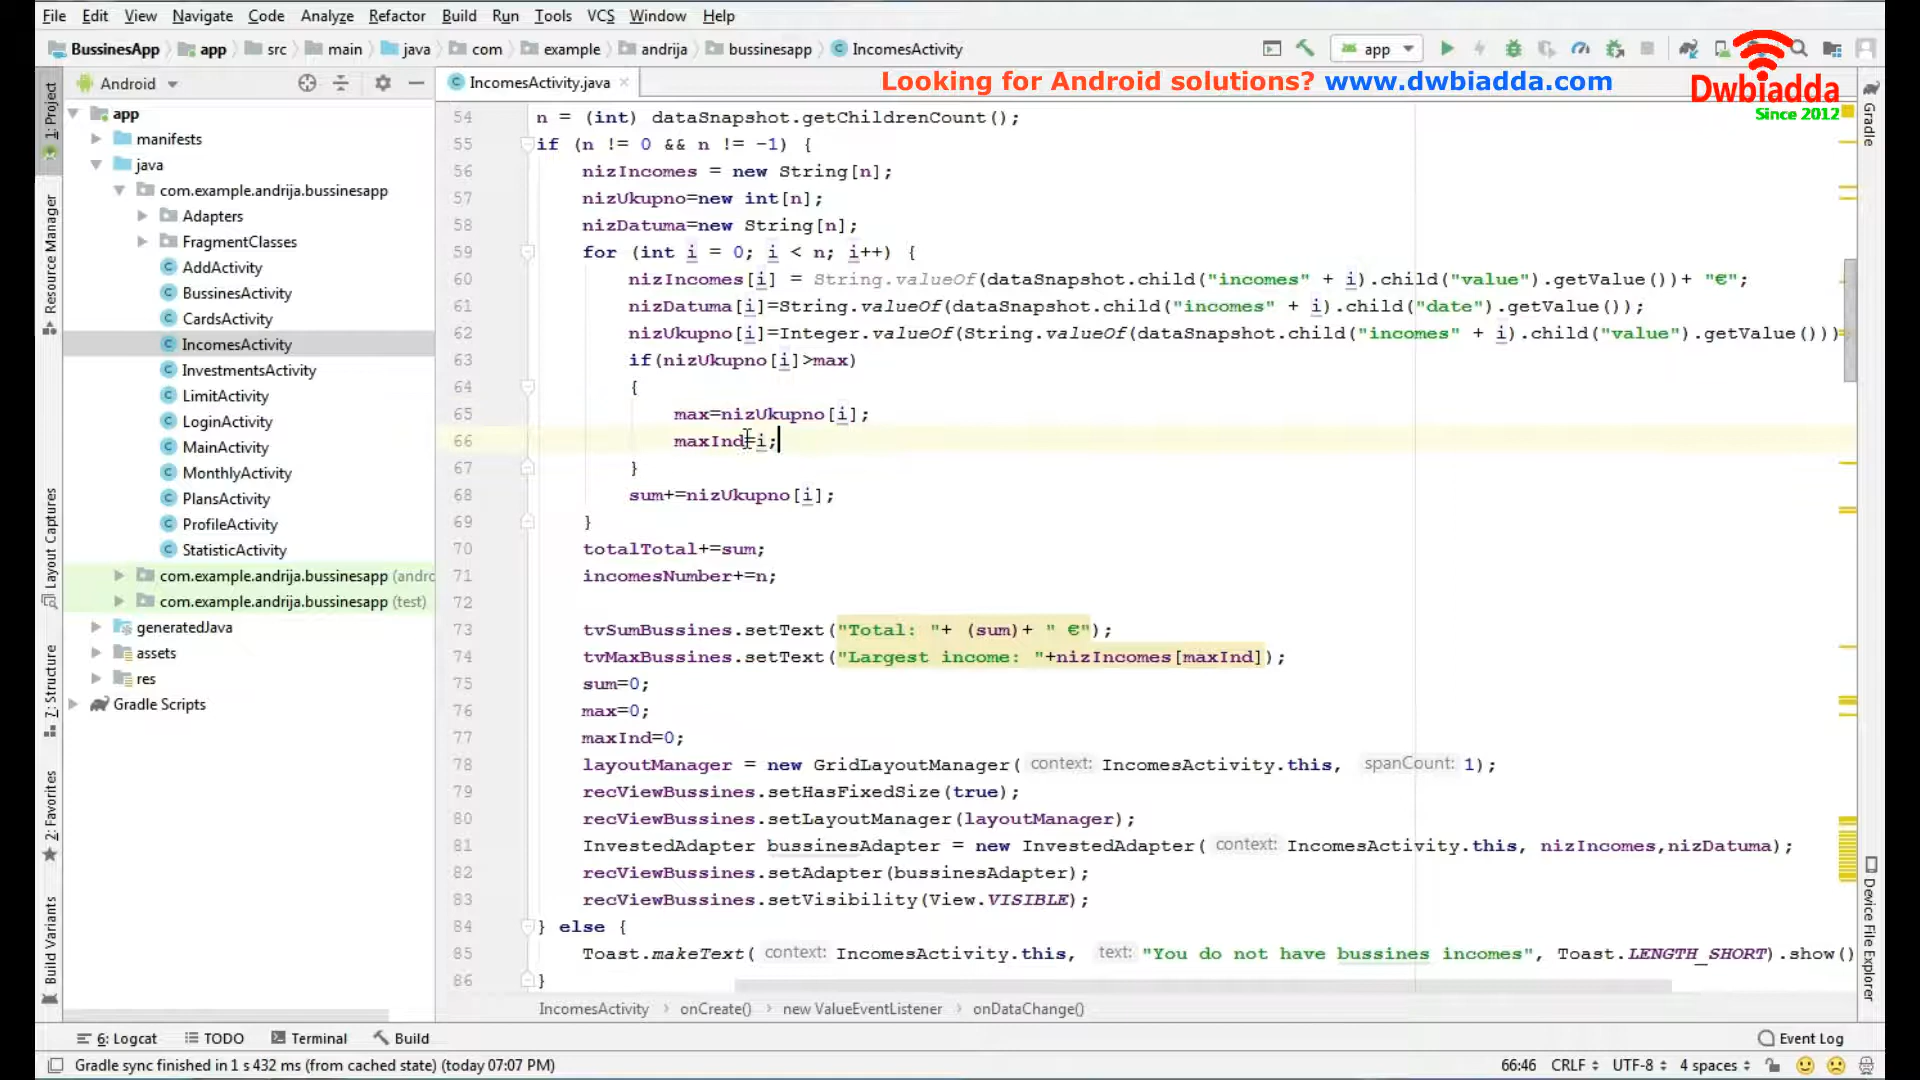 File Edit View Navigate Code Analyze Refactor Build Run Tools VCS Window Help
BussinesApp app src main java com example andrija bussinesapp IncomesActivity app
Android
IncomesActivity.java
Looking for Android solutions? www.dwbiadda.com
Dwbiadda
Since 2012
1: Project
Resource Manager
Layout Captures
7: Structure
2: Favorites
Build Variants
app
manifests
java
com.example.andrija.bussinesapp
Adapters
FragmentClasses
AddActivity
BussinesActivity
CardsActivity
IncomesActivity
InvestmentsActivity
LimitActivity
LoginActivity
MainActivity
MonthlyActivity
PlansActivity
ProfileActivity
StatisticActivity
com.example.andrija.bussinesapp (andro
com.example.andrija.bussinesapp (test)
generatedJava
assets
res
Gradle Scripts
54 n = (int) dataSnapshot.getChildrenCount();
55 if (n != 0 && n != -1) {
56 nizIncomes = new String[n];
57 nizUkupno=new int[n];
58 nizDatuma=new String[n];
59 for (int i = 0; i < n; i++) {
60 nizIncomes[i] = String.valueOf(dataSnapshot.child("incomes" + i).child("value").getValue())+ "€";
61 nizDatuma[i]=String.valueOf(dataSnapshot.child("incomes" + i).child("date").getValue());
62 nizUkupno[i]=Integer.valueOf(String.valueOf(dataSnapshot.child("incomes" + i).child("value").getValue()))
63 if(nizUkupno[i]>max)
64 {
65 max=nizUkupno[i];
66 maxInd=i;
67 }
68 sum+=nizUkupno[i];
69 }
70 totalTotal+=sum;
71 incomesNumber+=n;
72
73 tvSumBussines.setText("Total: "+ (sum)+ " €");
74 tvMaxBussines.setText("Largest income: "+nizIncomes[maxInd]);
75 sum=0;
76 max=0;
77 maxInd=0;
78 layoutManager = new GridLayoutManager( context: IncomesActivity.this, spanCount: 1);
79 recViewBussines.setHasFixedSize(true);
80 recViewBussines.setLayoutManager(layoutManager);
81 InvestedAdapter bussinesAdapter = new InvestedAdapter( context: IncomesActivity.this, nizIncomes,nizDatuma);
82 recViewBussines.setAdapter(bussinesAdapter);
83 recViewBussines.setVisibility(View.VISIBLE);
84 } else {
85 Toast.makeText( context: IncomesActivity.this, text: "You do not have bussines incomes", Toast.LENGTH_SHORT).show()
86 }
IncomesActivity onCreate() new ValueEventListener onDataChange()
Gradle
Device File Explorer
6: Logcat TODO Terminal Build Event Log
Gradle sync finished in 1 s 432 ms (from cached state) (today 07:07 PM) 66:46 CRLF UTF-8 4 spaces